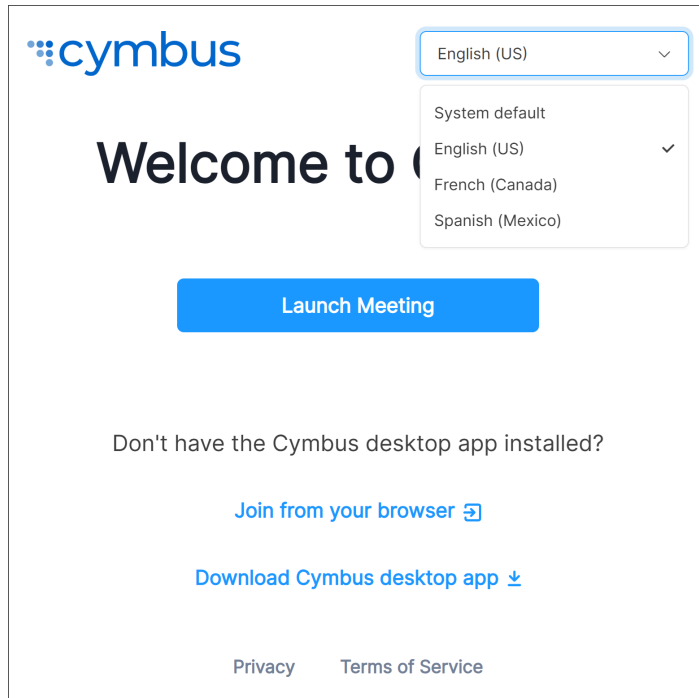 cymbus
English (US)
System default
English (US)
French (Canada)
Spanish (Mexico)
Welcome to
Launch Meeting
Don't have the Cymbus desktop app installed?
Join from your browser
Download Cymbus desktop app
Privacy Terms of Service